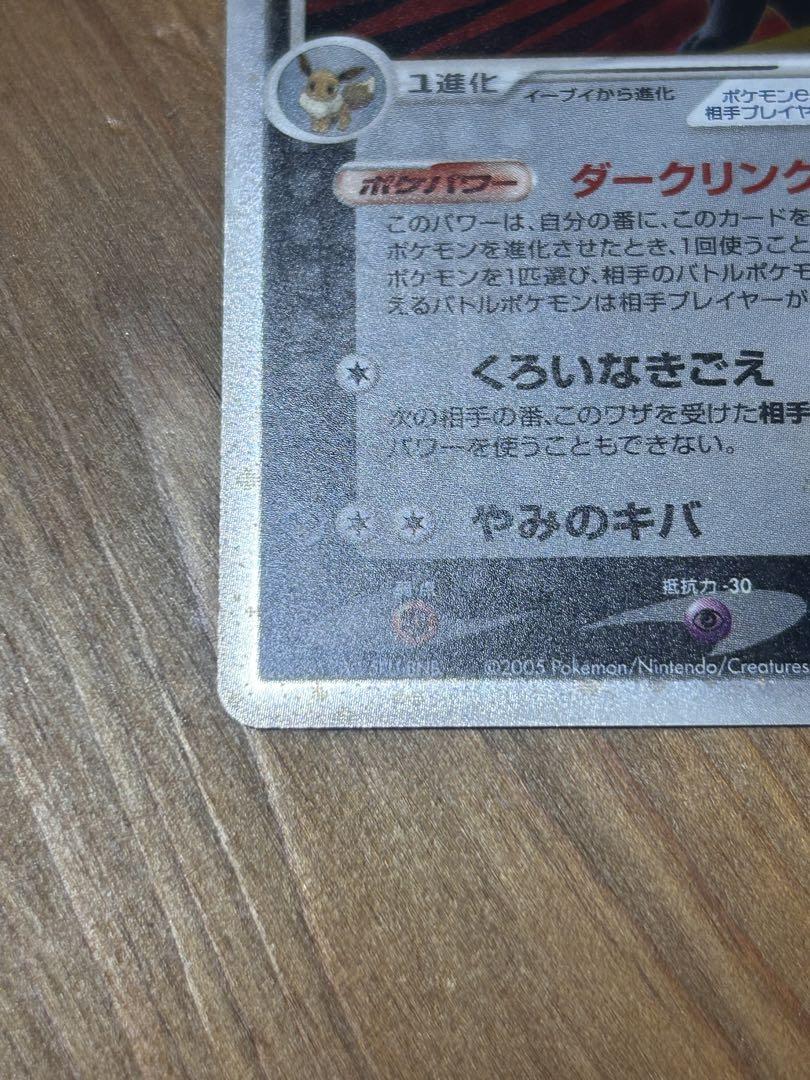 1進化
イーブイから進化
ポケモンe
相手プレイヤ
ポケパワー
ダークリング
このパワーは、自分の番に、このカードを
ポケモンを進化させたとき、1回使うこと
ポケモンを1匹選び、相手のバトルポケモ
えるバトルポケモンは相手プレイヤーが
くろいなきごえ
次の相手の番、このワザを受けた相手
パワーを使うこともできない。
やみのキバ
弱点
抵抗力 -30
©2005 Pokémon/Nintendo/Creatures